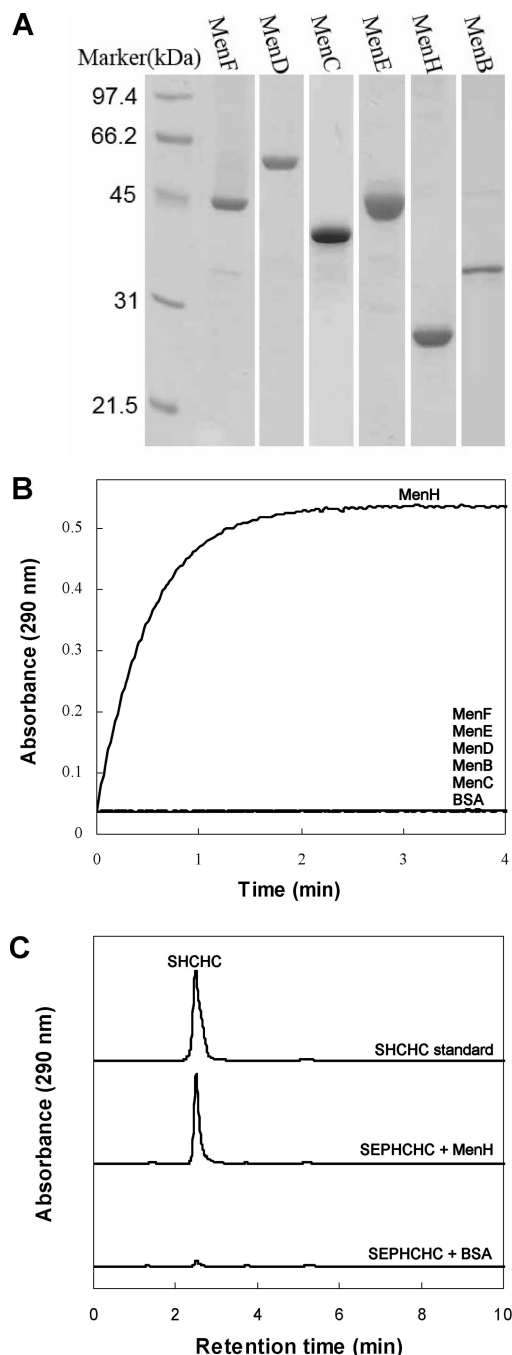 A
Marker(kDa) MenF MenD MenC MenE MenH MenB
97.4
66.2
45
31
21.5
B
MenH
0.5
0.4
0.3
0.2
0.1
0
Absorbance (290 nm)
MenF
MenE
MenD
MenB
MenC
BSA
0 1 2 3 4
Time (min)
C
SHCHC
SHCHC standard
SEPHCHC + MenH
SEPHCHC + BSA
Absorbance (290 nm)
0 2 4 6 8 10
Retention time (min)